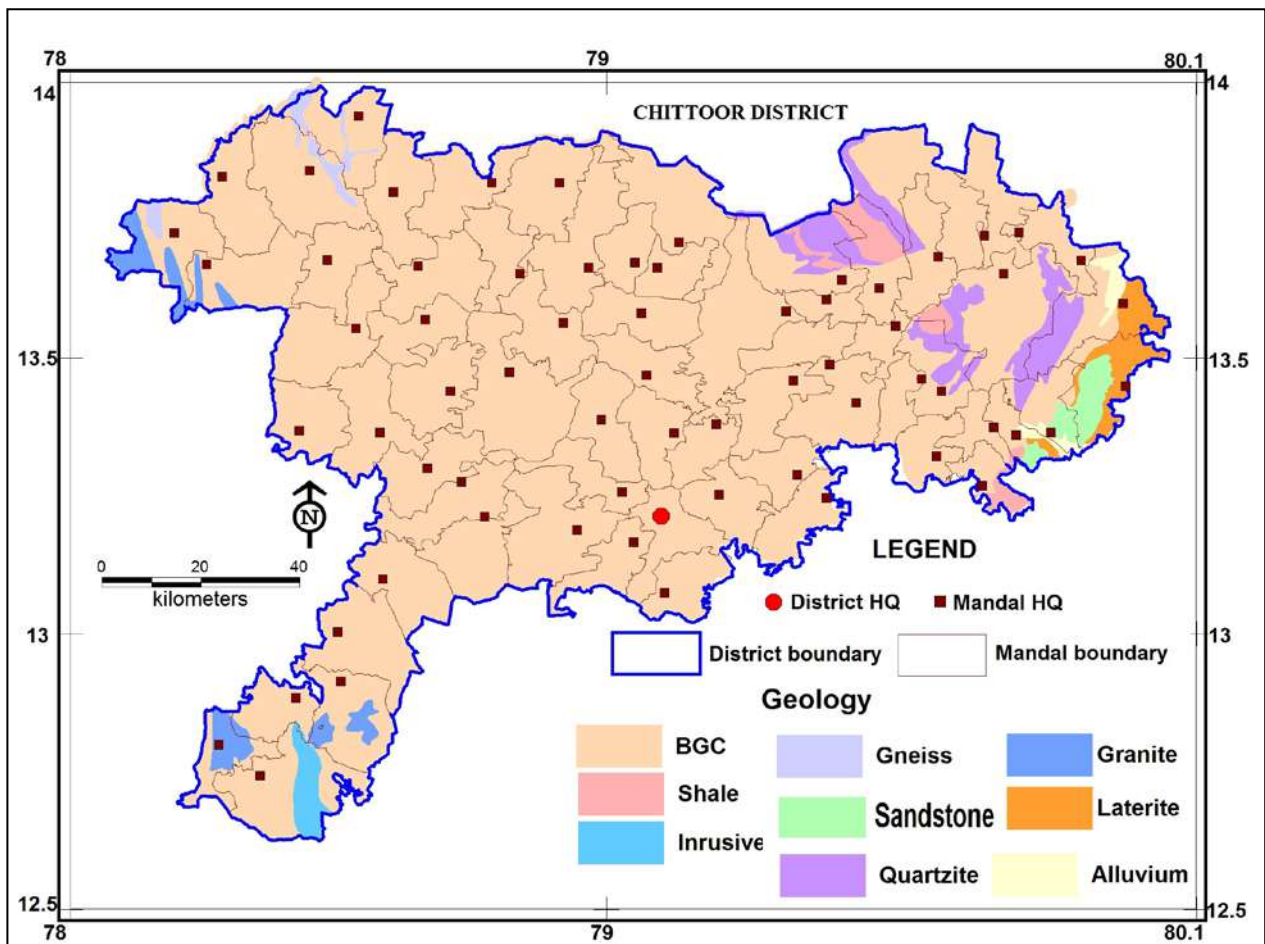 78 79 80.1
14 14
CHITTOOR DISTRICT
13.5 13.5
N
0 20 40
kilometers
LEGEND
District HQ Mandal HQ
13 13
District boundary Mandal boundary
Geology
BGC Gneiss Granite
Shale Sandstone Laterite
Inrusive Quartzite Alluvium
12.5 12.5
78 79 80.1